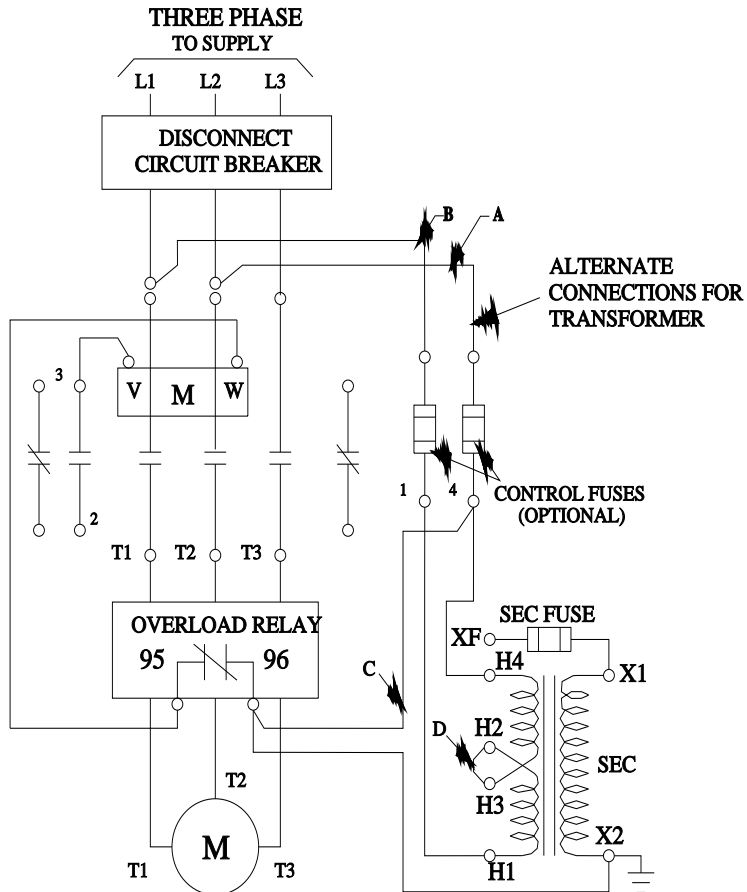 THREE PHASE
TO SUPPLY
L1 L2 L3
DISCONNECT
CIRCUIT BREAKER
B A
ALTERNATE
CONNECTIONS FOR
TRANSFORMER
3
V M W
1 4
CONTROL FUSES
(OPTIONAL)
2
T1 T2 T3
OVERLOAD RELAY
95 96
SEC FUSE
XF
H4 X1
C
D H2
SEC
H3
T2
X2
M
T1 T3 H1